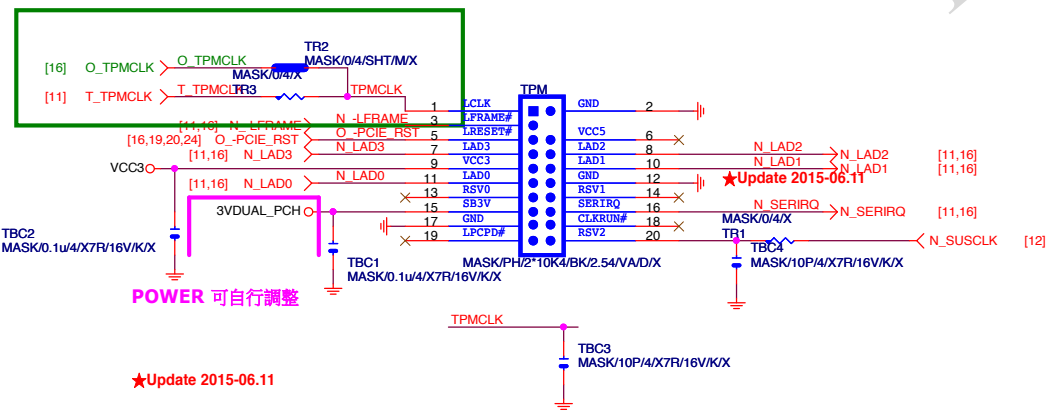 TR2
MASK/0/4/SHT/M/X
[16] O_TPMCLK O_TPMCLK
MASK/0/4/X
[11] T_TPMCLK T_TPMCLK TR3 TPMCLK
TPM
1 LCLK GND 2
[11,16] N_-LFRAME N_-LFRAME 3 LFRAME#
[16,19,20,24] O_-PCIE_RST O_-PCIE_RST 5 LRESET# VCC5 6
[11,16] N_LAD3 N_LAD3 7 LAD3 LAD2 8 N_LAD2 N_LAD2 [11,16]
VCC3 9 VCC3 LAD1 10 N_LAD1 N_LAD1 [11,16]
[11,16] N_LAD0 N_LAD0 11 LAD0 GND 12
★Update 2015-06.11
13 RSV0 RSV1 14
3VDUAL_PCH 15 SB3V SERIRQ 16 N_SERIRQ N_SERIRQ [11,16]
17 GND CLKRUN# 18 MASK/0/4/X
19 LPCPD# RSV2 20 TR1 N_SUSCLK [12]
TBC2
MASK/0.1u/4/X7R/16V/K/X
TBC1
MASK/0.1u/4/X7R/16V/K/X
MASK/PH/2*10K4/BK/2.54/VA/D/X
TBC4
MASK/10P/4/X7R/16V/K/X
POWER 可自行調整
TPMCLK
TBC3
MASK/10P/4/X7R/16V/K/X
★Update 2015-06.11